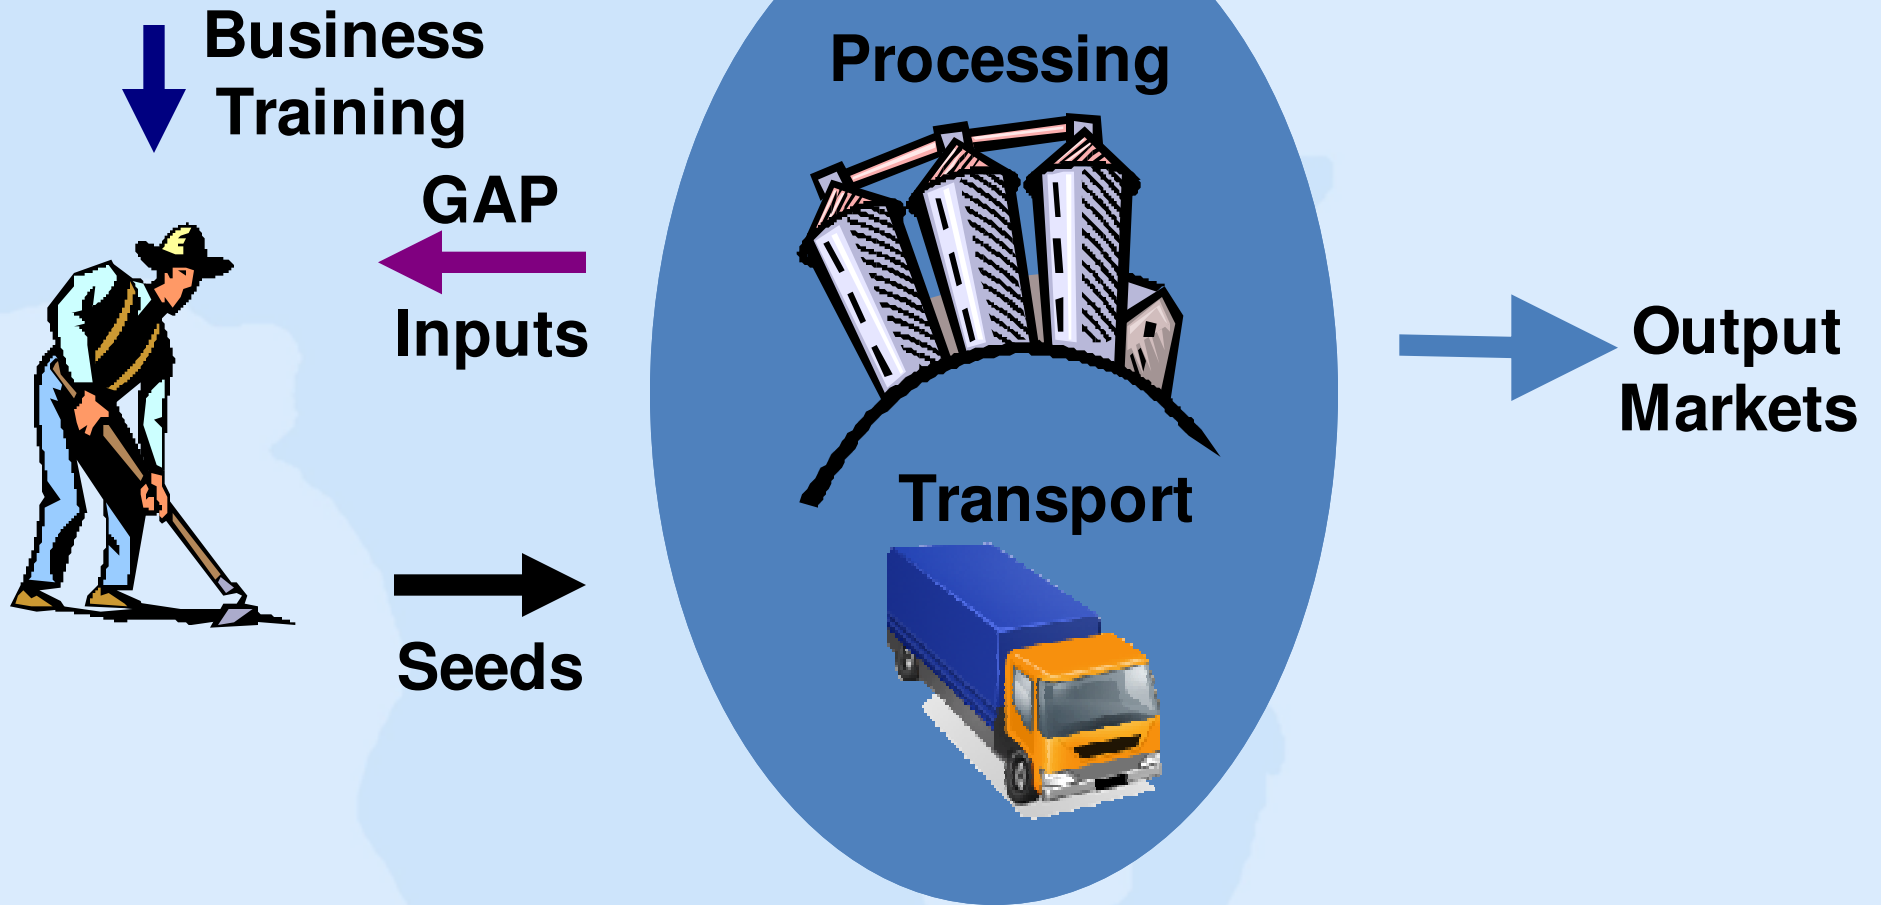 Business
Training
GAP
Inputs
Seeds
Processing
Transport
Output
Markets